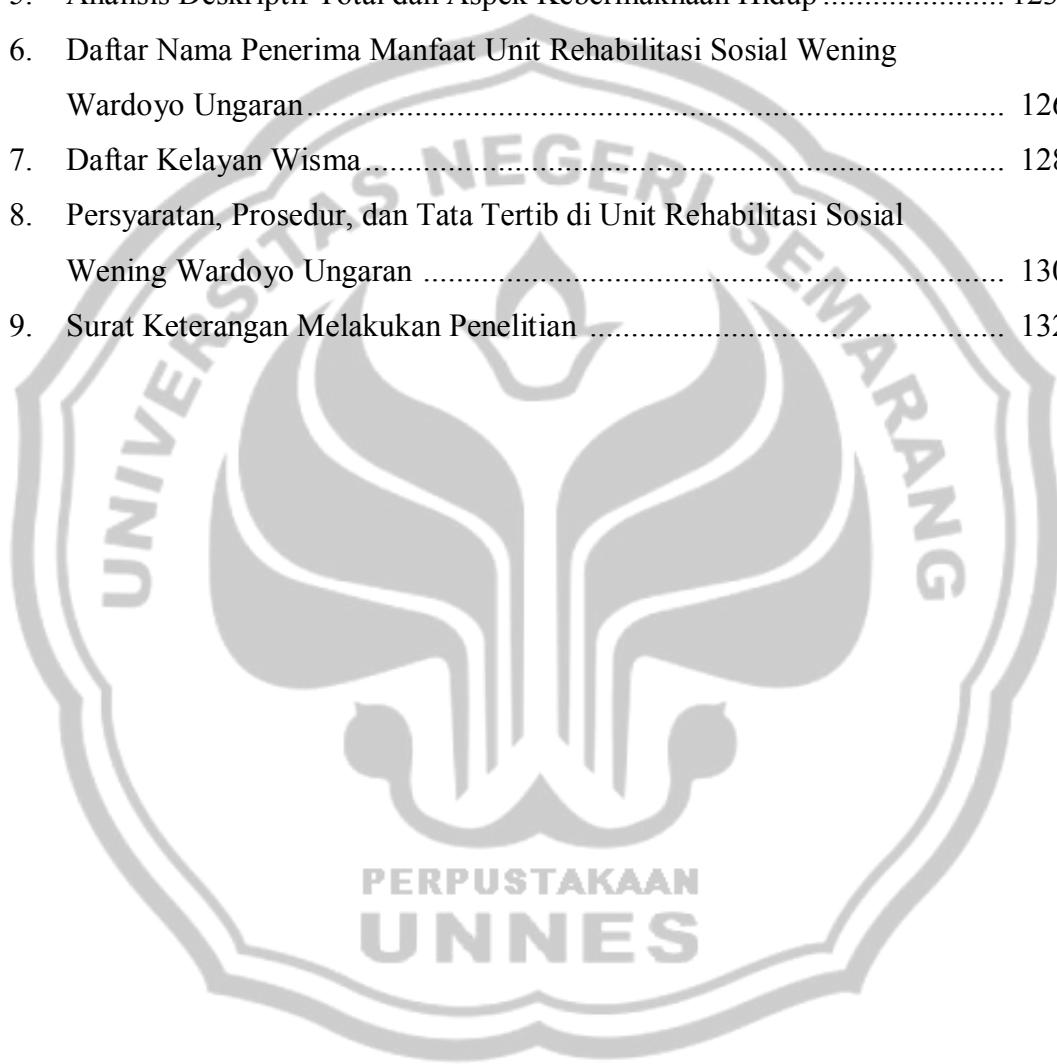 5. Analisis Deskriptif Total dan Aspek Kebermaknaan Hidup ........................ 125
6. Daftar Nama Penerima Manfaat Unit Rehabilitasi Sosial Wening
Wardoyo Ungaran ........................................................................................... 126
7. Daftar Kelayan Wisma ................................................................................... 128
8. Persyaratan, Prosedur, dan Tata Tertib di Unit Rehabilitasi Sosial
Wening Wardoyo Ungaran ............................................................................ 130
9. Surat Keterangan Melakukan Penelitian ...................................................... 132
UNIVERSITAS NEGERI SEMARANG
PERPUSTAKAAN
UNNES